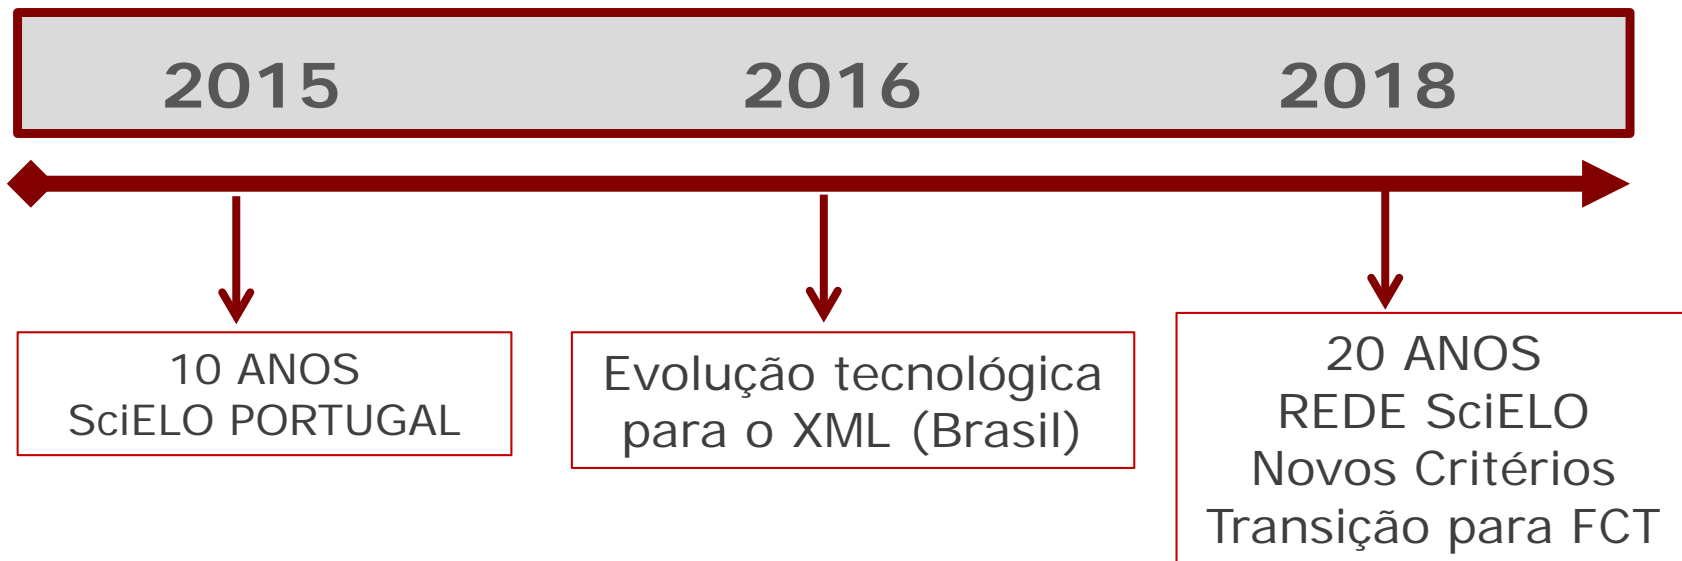 2015
2016
2018
10 ANOS
SciELO PORTUGAL
Evolução tecnológica
para o XML (Brasil)
20 ANOS
REDE SciELO
Novos Critérios
Transição para FCT